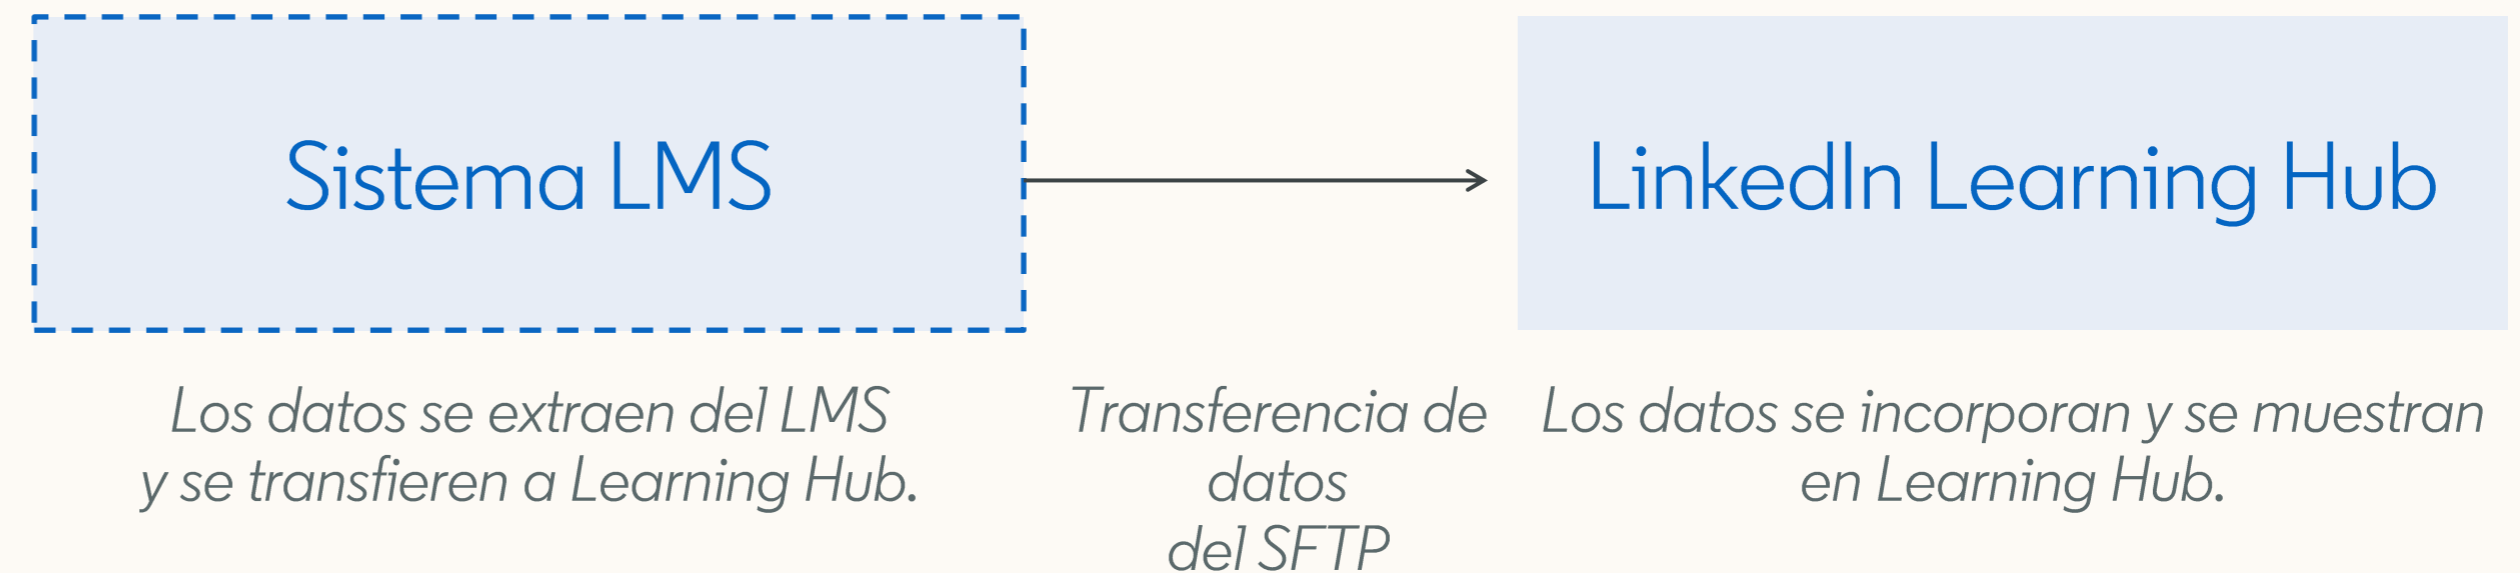 Sistema LMS
LinkedIn Learning Hub
Los datos se extraen del LMS
y se transfieren a Learning Hub.
Transferencia de
datos
del SFTP
Los datos se incorporan y se muestran
en Learning Hub.